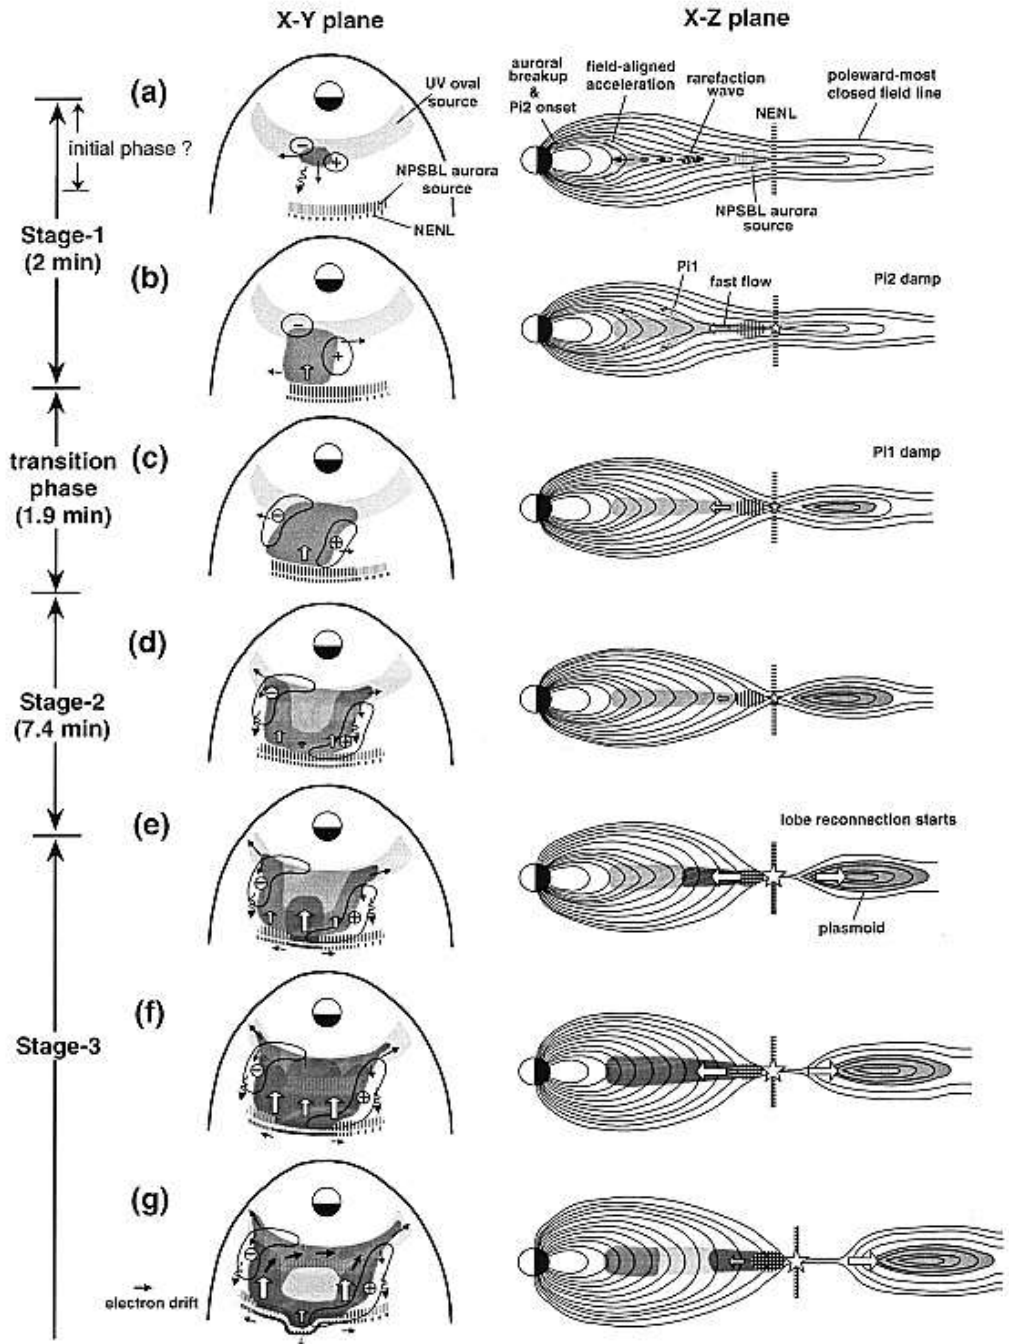 X-Y plane
X-Z plane
(a)
UV oval
source
initial phase ?
−
+
NPSBL aurora
source
NENL
auroral
breakup
&
Pi2 onset
field-aligned
acceleration
rarefaction
wave
NENL
poleward-most
closed field line
NPSBL aurora
source
Stage-1
(2 min)
(b)
−
+
Pi1
fast flow
Pi2 damp
transition
phase
(1.9 min)
(c)
−
+
Pi1 damp
Stage-2
(7.4 min)
(d)
−
+
(e)
−
+
lobe reconnection starts
plasmoid
Stage-3
(f)
−
+
(g)
−
+
electron drift